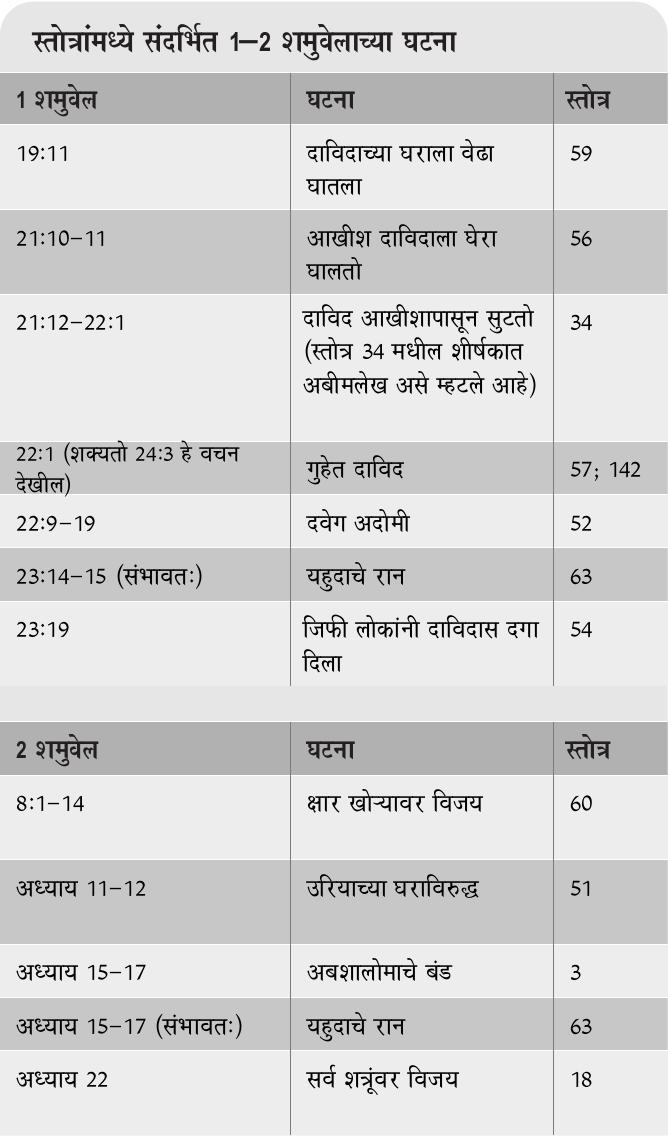 स्तोत्रांमध्ये संदर्भित 1–2 शमुवेलाच्या घटना
1 शमुवेल घटना स्तोत्र
19:11 दाविदाच्या घराला वेढा 59
घातला
21:10–11 आखीश दाविदाला घेरा 56
घालतो
21:12–22:1 दाविद आखीशापासून सुटतो 34
(स्तोत्र 34 मधील शीर्षकात
अबीमलेख असे म्हटले आहे)
22:1 (शक्यतो 24:3 हे वचन
देखील) गुहेत दाविद 57; 142
22:9–19 दवेग अदोमी 52
23:14–15 (संभावतः) यहुदाचे रान 63
23:19 जिफी लोकांनी दाविदास दगा 54
दिला
2 शमुवेल घटना स्तोत्र
8:1–14 क्षार खोऱ्यावर विजय 60
अध्याय 11–12 उरियाच्या घराविरुद्ध 51
अध्याय 15–17 अबशालोमाचे बंड 3
अध्याय 15–17 (संभावतः) यहुदाचे रान 63
अध्याय 22 सर्व शत्रूंवर विजय 18